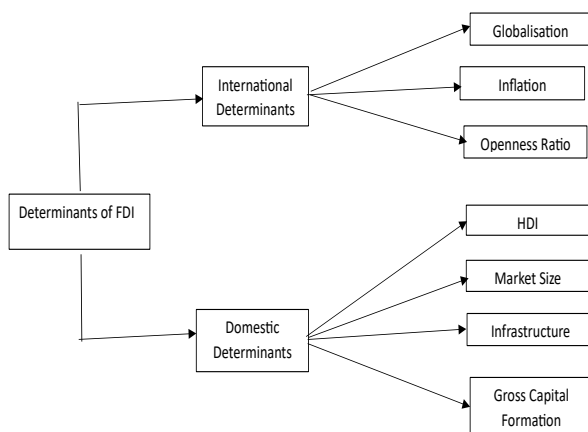 Globalisation
International
Determinants
Inflation
Openness Ratio
Determinants of FDI
HDI
Market Size
Domestic
Determinants
Infrastructure
Gross Capital
Formation